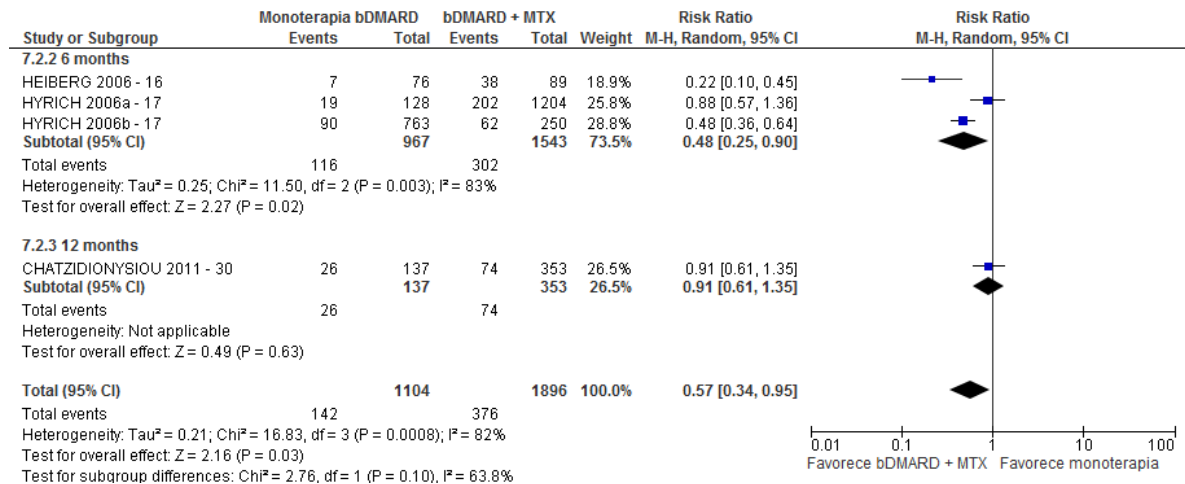 Monoterapia bDMARD bDMARD + MTX Risk Ratio Risk Ratio
Study or Subgroup Events Total Events Total Weight M-H, Random, 95% CI M-H, Random, 95% CI
7.2.2 6 months
HEIBERG 2006 - 16 7 76 38 89 18.9% 0.22 [0.10, 0.45]
HYRICH 2006a - 17 19 128 202 1204 25.8% 0.88 [0.57, 1.36]
HYRICH 2006b - 17 90 763 62 250 28.8% 0.48 [0.36, 0.64]
Subtotal (95% CI) 967 1543 73.5% 0.48 [0.25, 0.90]
Total events 116 302
Heterogeneity: Tau² = 0.25; Chi² = 11.50, df = 2 (P = 0.003); I² = 83%
Test for overall effect: Z = 2.27 (P = 0.02)
7.2.3 12 months
CHATZIDIONYSIOU 2011 - 30 26 137 74 353 26.5% 0.91 [0.61, 1.35]
Subtotal (95% CI) 137 353 26.5% 0.91 [0.61, 1.35]
Total events 26 74
Heterogeneity: Not applicable
Test for overall effect: Z = 0.49 (P = 0.63)
Total (95% CI) 1104 1896 100.0% 0.57 [0.34, 0.95]
Total events 142 376
Heterogeneity: Tau² = 0.21; Chi² = 16.83, df = 3 (P = 0.0008); I² = 82%
Test for overall effect: Z = 2.16 (P = 0.03)
Test for subgroup differences: Chi² = 2.76, df = 1 (P = 0.10), I² = 63.8%
0.01 0.1 1 10 100
Favorece bDMARD + MTX Favorece monoterapia